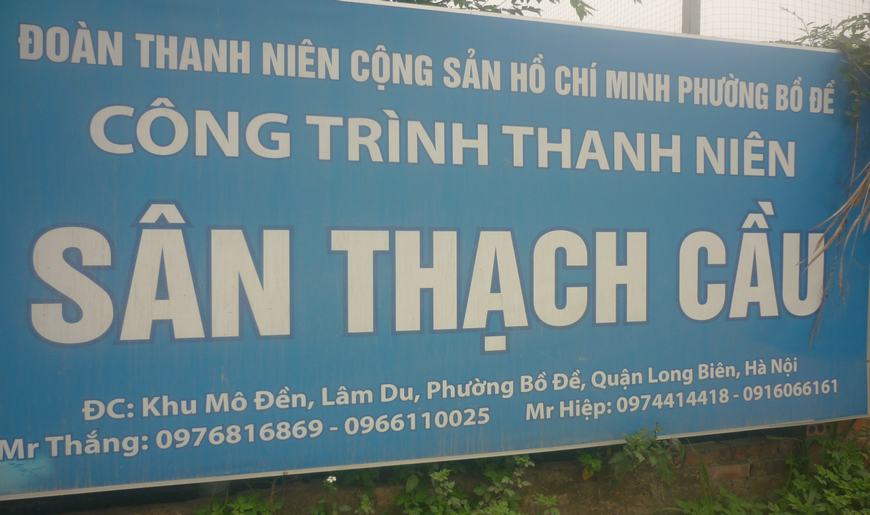 ĐOÀN THANH NIÊN CỘNG SẢN HỒ CHÍ MINH PHƯỜNG BỒ ĐỀ
CÔNG TRÌNH THANH NIÊN
SÂN THẠCH CẦU
ĐC: Khu Mô Đền, Lâm Du, Phường Bồ Đề, Quận Long Biên, Hà Nội
Mr Thắng: 0976816869 - 0966110025 Mr Hiệp: 0974414418 - 0916066161